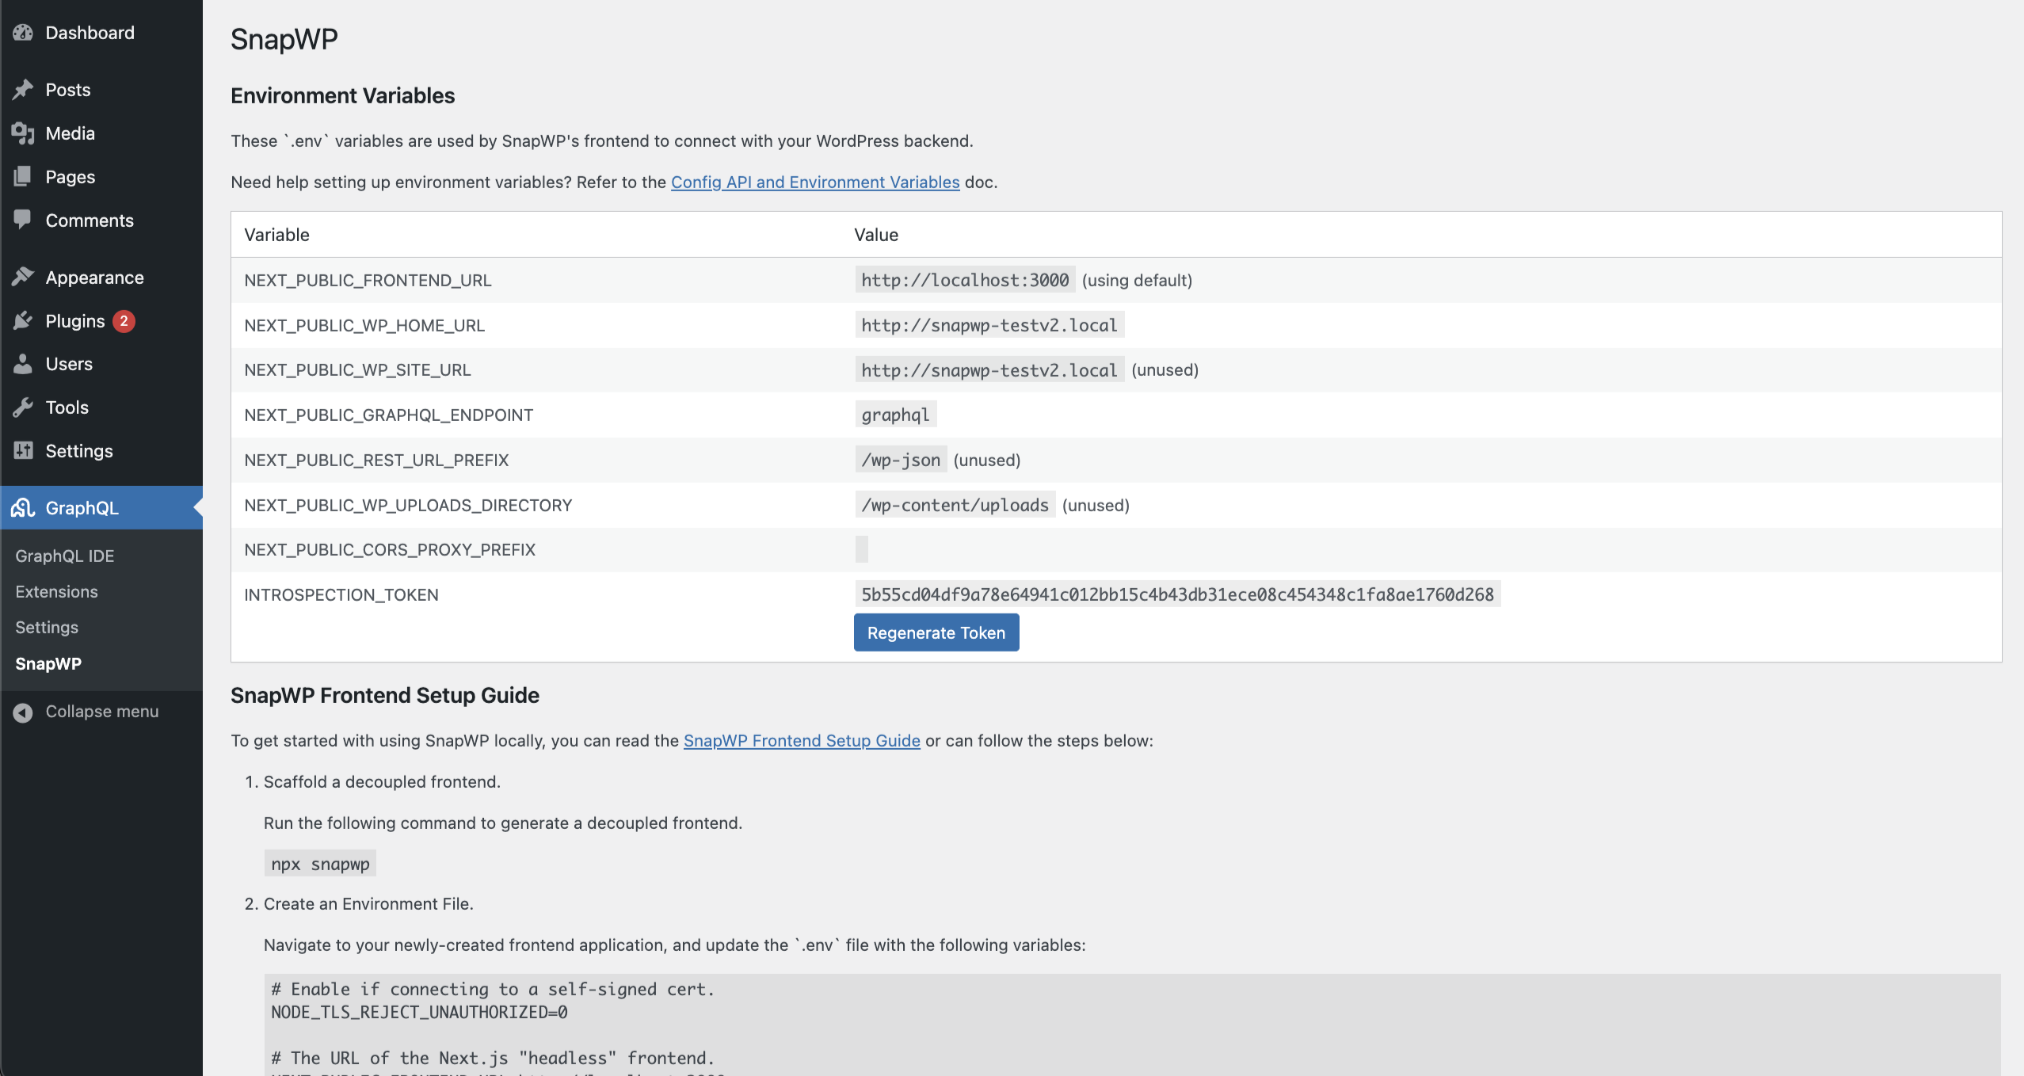 Dashboard
Posts
Media
Pages
Comments
Appearance
Plugins 2
Users
Tools
Settings
GraphQL
GraphQL IDE
Extensions
Settings
SnapWP
Collapse menu
SnapWP
Environment Variables
These `.env` variables are used by SnapWP's frontend to connect with your WordPress backend.
Need help setting up environment variables? Refer to the Config API and Environment Variables doc.
Variable Value
NEXT_PUBLIC_FRONTEND_URL http://localhost:3000 (using default)
NEXT_PUBLIC_WP_HOME_URL http://snapwp-testv2.local
NEXT_PUBLIC_WP_SITE_URL http://snapwp-testv2.local (unused)
NEXT_PUBLIC_GRAPHQL_ENDPOINT graphql
NEXT_PUBLIC_REST_URL_PREFIX /wp-json (unused)
NEXT_PUBLIC_WP_UPLOADS_DIRECTORY /wp-content/uploads (unused)
NEXT_PUBLIC_CORS_PROXY_PREFIX
INTROSPECTION_TOKEN 5b55cd04df9a78e64941c012bb15c4b43db31ece08c454348c1fa8ae1760d268
Regenerate Token
SnapWP Frontend Setup Guide
To get started with using SnapWP locally, you can read the SnapWP Frontend Setup Guide or can follow the steps below:
1. Scaffold a decoupled frontend.
Run the following command to generate a decoupled frontend.
npx snapwp
2. Create an Environment File.
Navigate to your newly-created frontend application, and update the `.env` file with the following variables:
# Enable if connecting to a self-signed cert.
NODE_TLS_REJECT_UNAUTHORIZED=0
# The URL of the Next.js "headless" frontend.